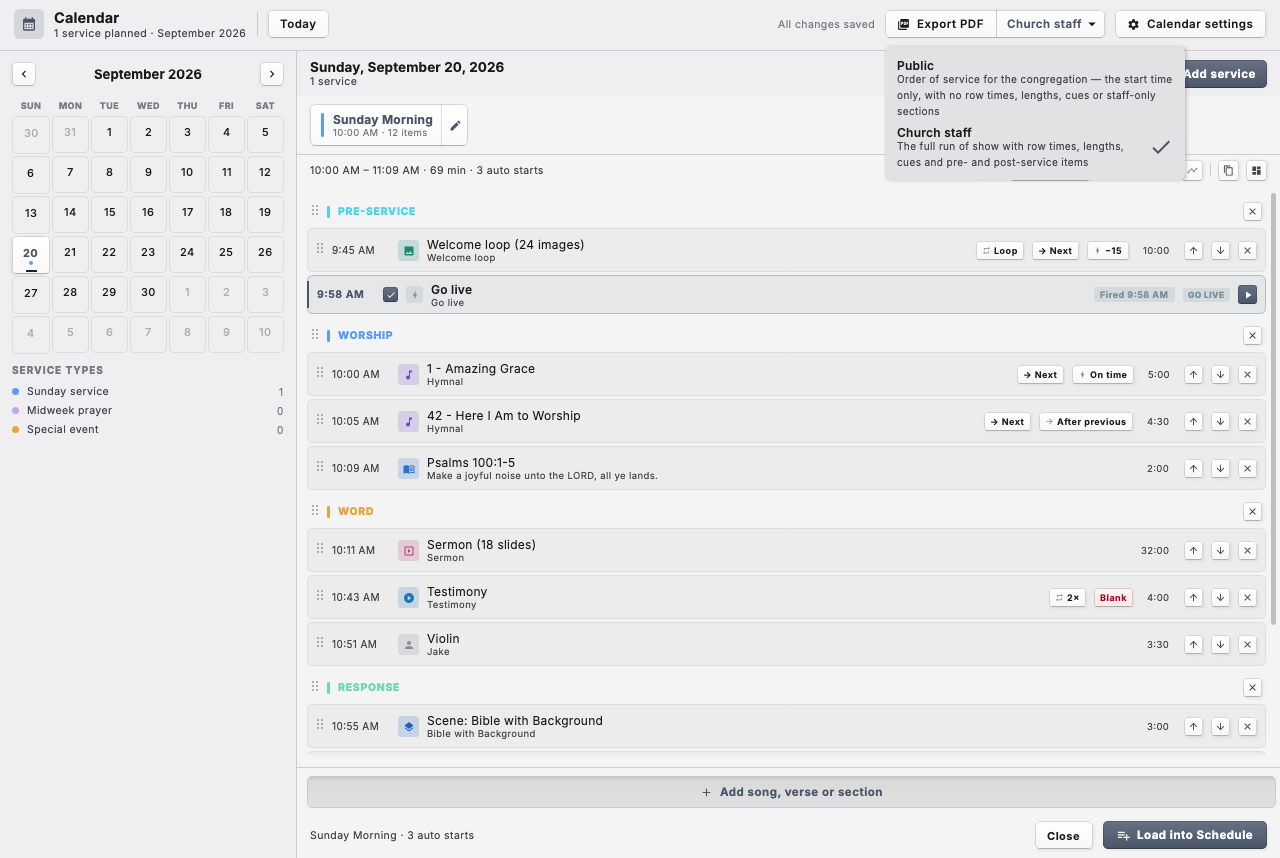 Calendar
1 service planned · September 2026
Today
All changes saved
Export PDF
Church staff
Calendar settings
Public
Order of service for the congregation — the start time
only, with no row times, lengths, cues or staff-only
sections
Church staff
The full run of show with row times, lengths,
cues and pre- and post-service items
September 2026
SUN MON TUE WED THU FRI SAT
30 31 1 2 3 4 5
6 7 8 9 10 11 12
13 14 15 16 17 18 19
20 21 22 23 24 25 26
27 28 29 30 1 2 3
4 5 6 7 8 9 10
SERVICE TYPES
Sunday service 1
Midweek prayer 0
Special event 0
Sunday, September 20, 2026
1 service
Add service
Sunday Morning
10:00 AM · 12 items
10:00 AM – 11:09 AM · 69 min · 3 auto starts
PRE-SERVICE
9:45 AM Welcome loop (24 images) Loop Next −15 10:00
Welcome loop
9:58 AM Go live Fired 9:58 AM GO LIVE
Go live
WORSHIP
10:00 AM 1 - Amazing Grace Next On time 5:00
Hymnal
10:05 AM 42 - Here I Am to Worship Next After previous 4:30
Hymnal
10:09 AM Psalms 100:1-5 2:00
Make a joyful noise unto the LORD, all ye lands.
WORD
10:11 AM Sermon (18 slides) 32:00
Sermon
10:43 AM Testimony 2× Blank 4:00
Testimony
10:51 AM Violin 3:30
Jake
RESPONSE
10:55 AM Scene: Bible with Background 3:00
Bible with Background
Add song, verse or section
Sunday Morning · 3 auto starts
Close
Load into Schedule